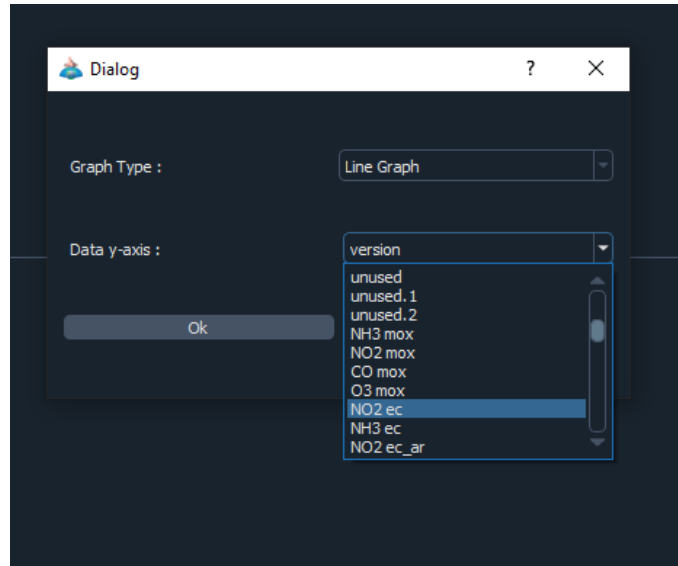 Dialog
?
Graph Type :
Line Graph
Data y-axis :
version
unused
unused.1
unused.2
NH3 mox
NO2 mox
CO mox
O3 mox
NO2 ec
NH3 ec
NO2 ec_ar
Ok